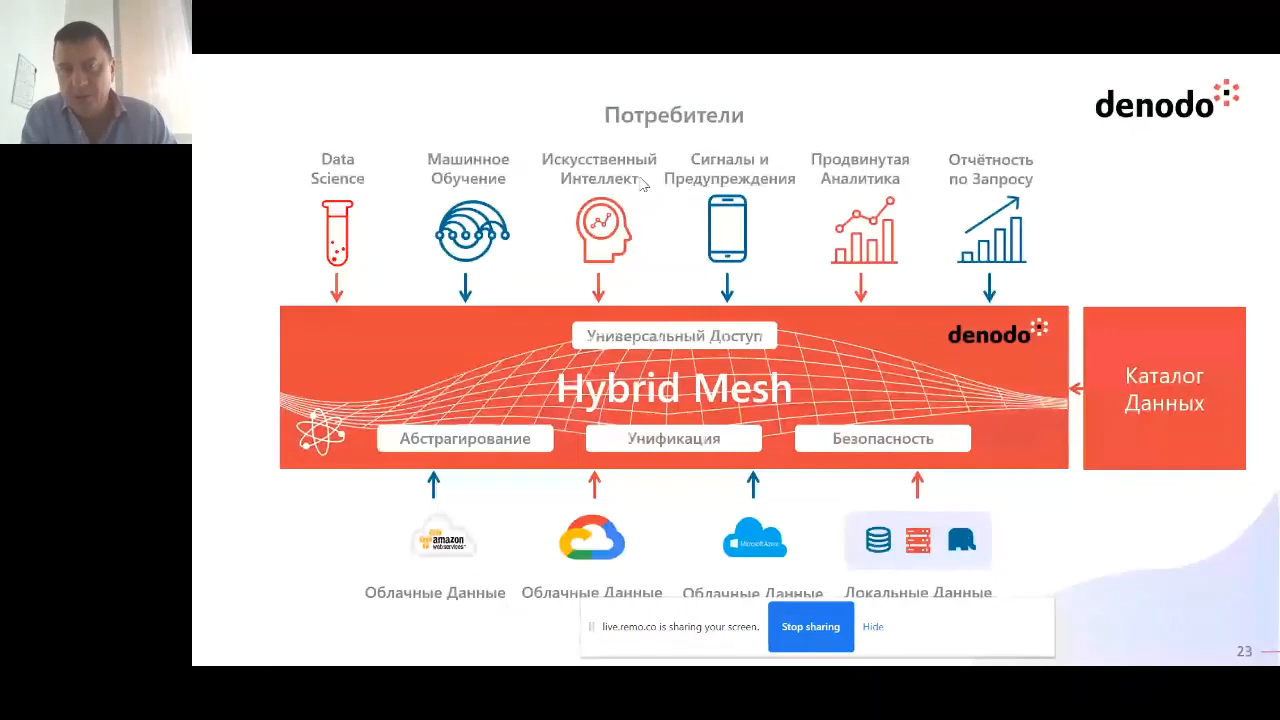 denodo
Потребители
Data
Science
Машинное
Обучение
Искусственный
Интеллект
Сигналы и
Предупреждения
Продвинутая
Аналитика
Отчётность
по Запросу
Универсальный Доступ
denodo
Hybrid Mesh
Абстрагирование
Унификация
Безопасность
Каталог
Данных
amazon
webservices™
Microsoft Azure
Облачные Данные
Облачные Данные
Облачные Данные
Локальные Данные
live.remo.co is sharing your screen.
Stop sharing
Hide
23